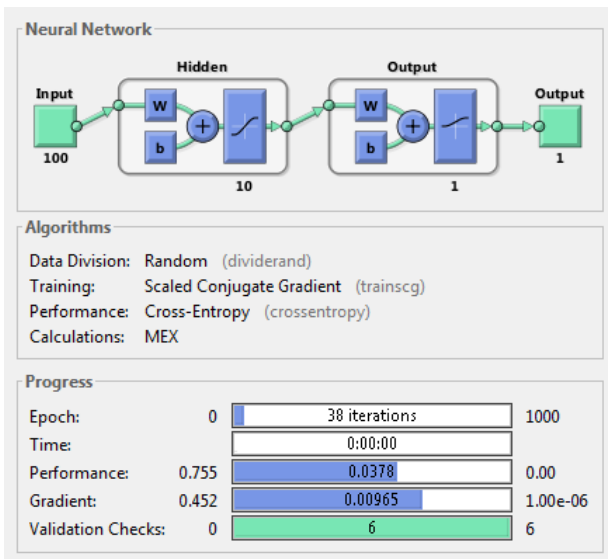 Neural Network
Hidden Output
Input Output
W W
+ +
b b
100 10 1 1
Algorithms
Data Division: Random (dividerand)
Training: Scaled Conjugate Gradient (trainscg)
Performance: Cross-Entropy (crossentropy)
Calculations: MEX
Progress
Epoch: 0 38 iterations 1000
Time: 0:00:00
Performance: 0.755 0.0378 0.00
Gradient: 0.452 0.00965 1.00e-06
Validation Checks: 0 6 6